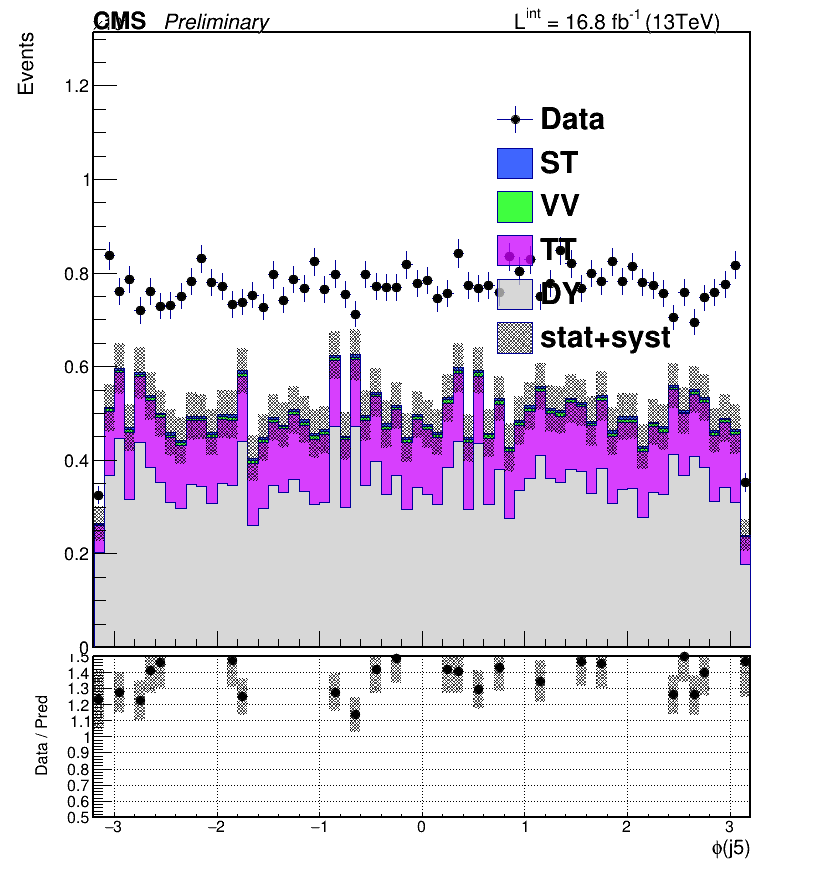 CMS Preliminary L^int = 16.8 fb^-1 (13TeV)
Events
1.2
1
0.8
0.6
0.4
0.2
0
Data
ST
VV
TT
DY
stat+syst
Data / Pred
1.5
1.4
1.3
1.2
1.1
1
0.9
0.8
0.7
0.6
0.5
−3 −2 −1 0 1 2 3
ϕ(j5)